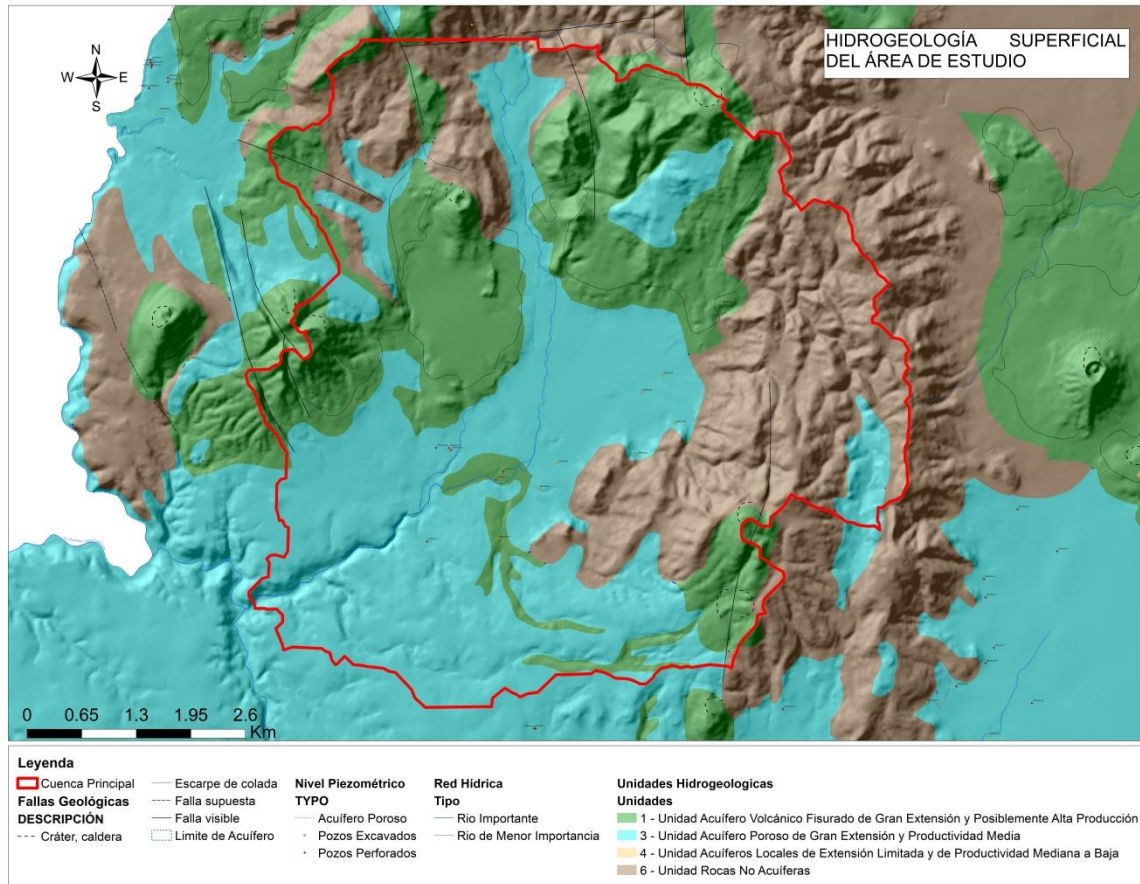 HIDROGEOLOGÍA SUPERFICIAL
DEL ÁREA DE ESTUDIO
N
W E
S
0 0.65 1.3 1.95 2.6
Km
Leyenda
Cuenca Principal
Fallas Geológicas
DESCRIPCIÓN
Cráter, caldera
Escarpe de colada
Falla supuesta
Falla visible
Limite de Acuífero
Nivel Piezométrico
TYPO
Acuífero Poroso
Pozos Excavados
Pozos Perforados
Red Hídrica
Tipo
Rio Importante
Rio de Menor Importancia
Unidades Hidrogeologicas
Unidades
1 - Unidad Acuífero Volcánico Fisurado de Gran Extensión y Posiblemente Alta Producción
3 - Unidad Acuífero Poroso de Gran Extensión y Productividad Media
4 - Unidad Acuíferos Locales de Extensión Limitada y de Productividad Mediana a Baja
6 - Unidad Rocas No Acuíferas